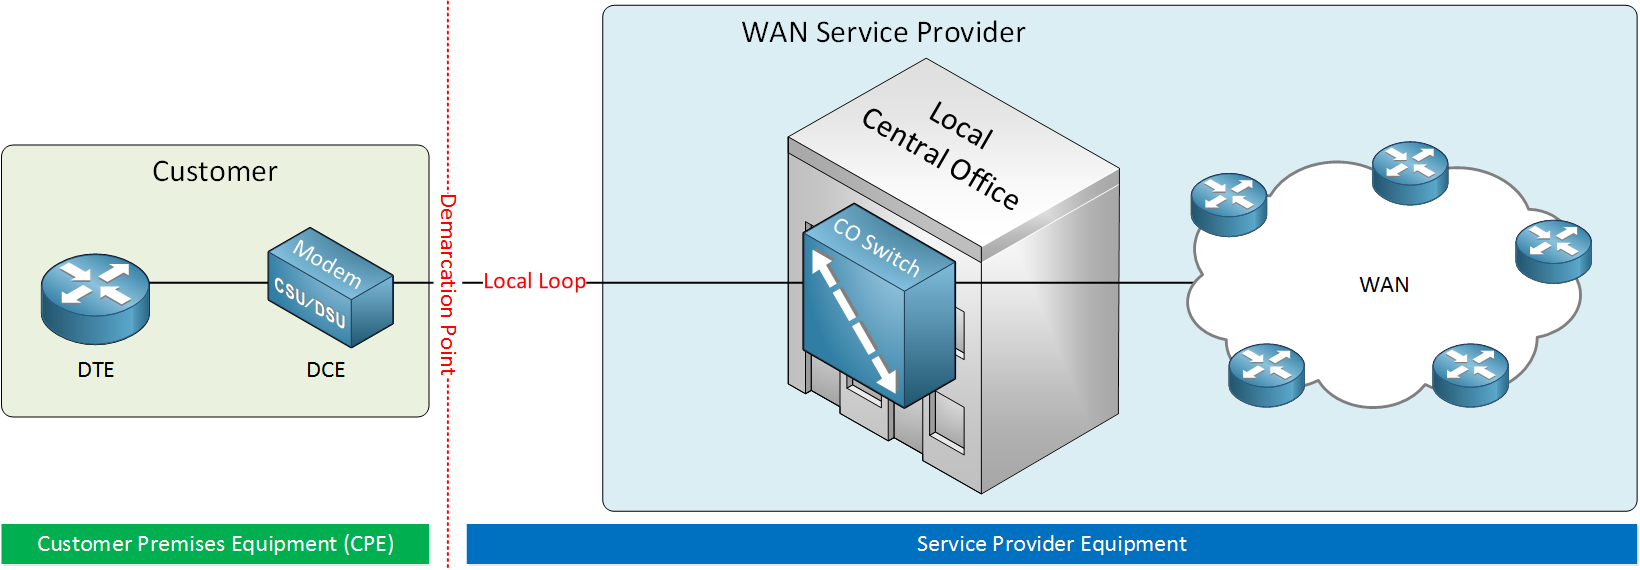 WAN Service Provider
Local
Central Office
Customer
Demarcation Point
Modem
CSU/DSU
CO Switch
Local Loop
WAN
DTE
DCE
Customer Premises Equipment (CPE)
Service Provider Equipment